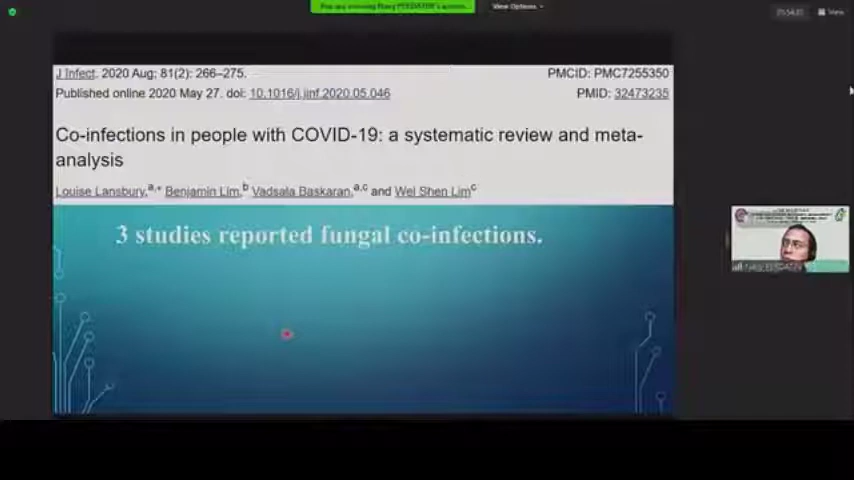 View Options
View
J Infect. 2020 Aug; 81(2): 266–275.
PMCID: PMC7255350
Published online 2020 May 27. doi: 10.1016/j.jinf.2020.05.046
PMID: 32473235
Co-infections in people with COVID-19: a systematic review and meta-
analysis
Louise Lansbury,a,* Benjamin Lim,b Vadsala Baskaran,a,c and Wei Shen Limc
3 studies reported fungal co-infections.